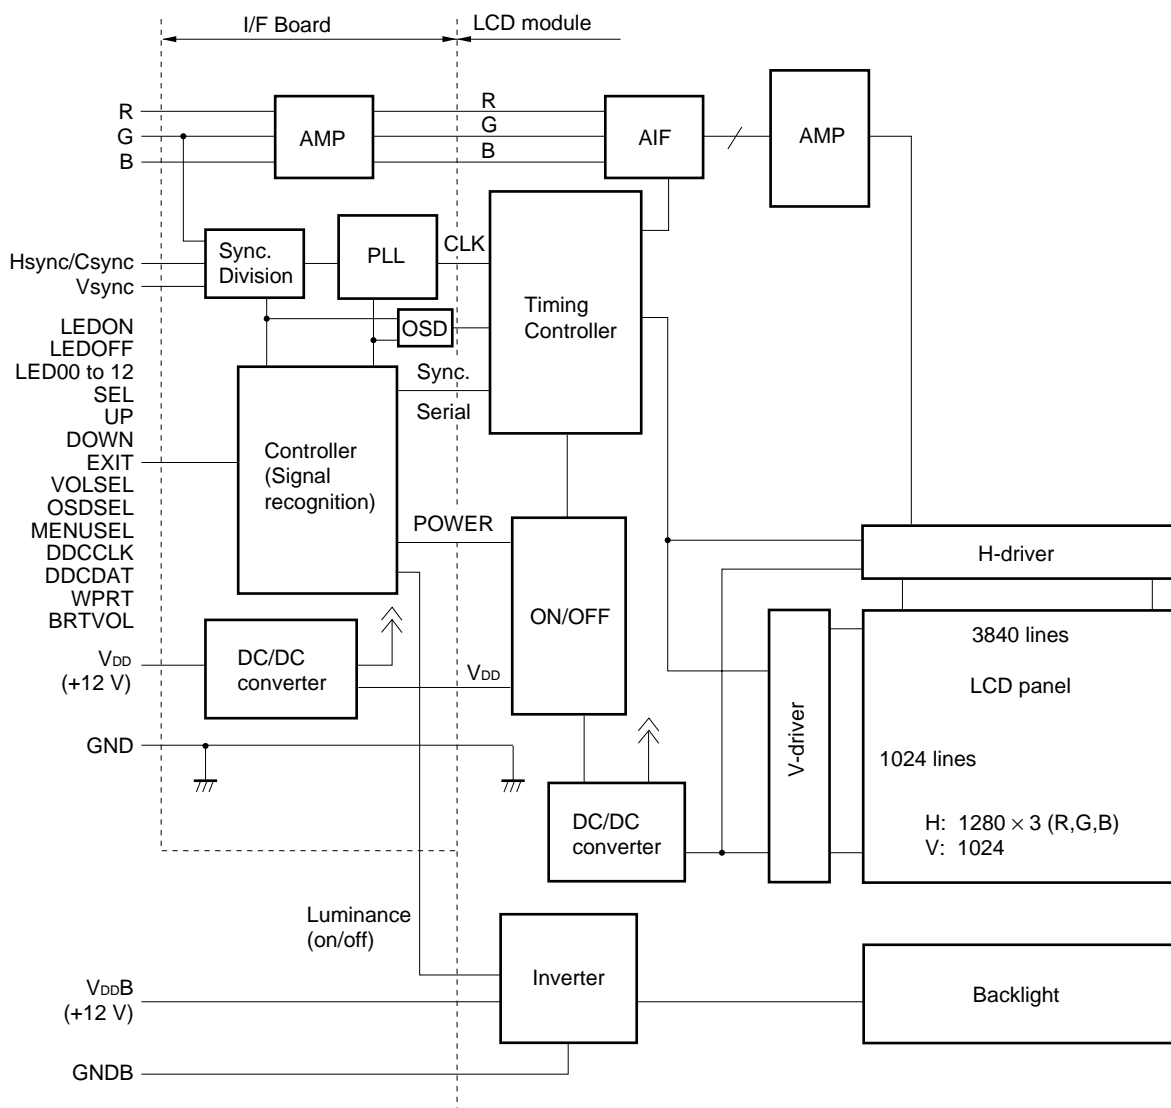 I/F Board
LCD module
R
G
B
AMP
R
G
B
AIF
AMP
Hsync/Csync
Vsync
Sync.
Division
PLL
CLK
Timing
Controller
OSD
LEDON
LEDOFF
LED00 to 12
SEL
UP
DOWN
EXIT
VOLSEL
OSDSEL
MENUSEL
DDCCLK
DDCDAT
WPRT
BRTVOL
Sync.
Serial
Controller
(Signal
recognition)
POWER
ON/OFF
H-driver
3840 lines
LCD panel
V-driver
1024 lines
H: 1280 × 3 (R,G,B)
V: 1024
VDD
(+12 V)
DC/DC
converter
VDD
GND
DC/DC
converter
Luminance
(on/off)
Inverter
Backlight
VDDB
(+12 V)
GNDB